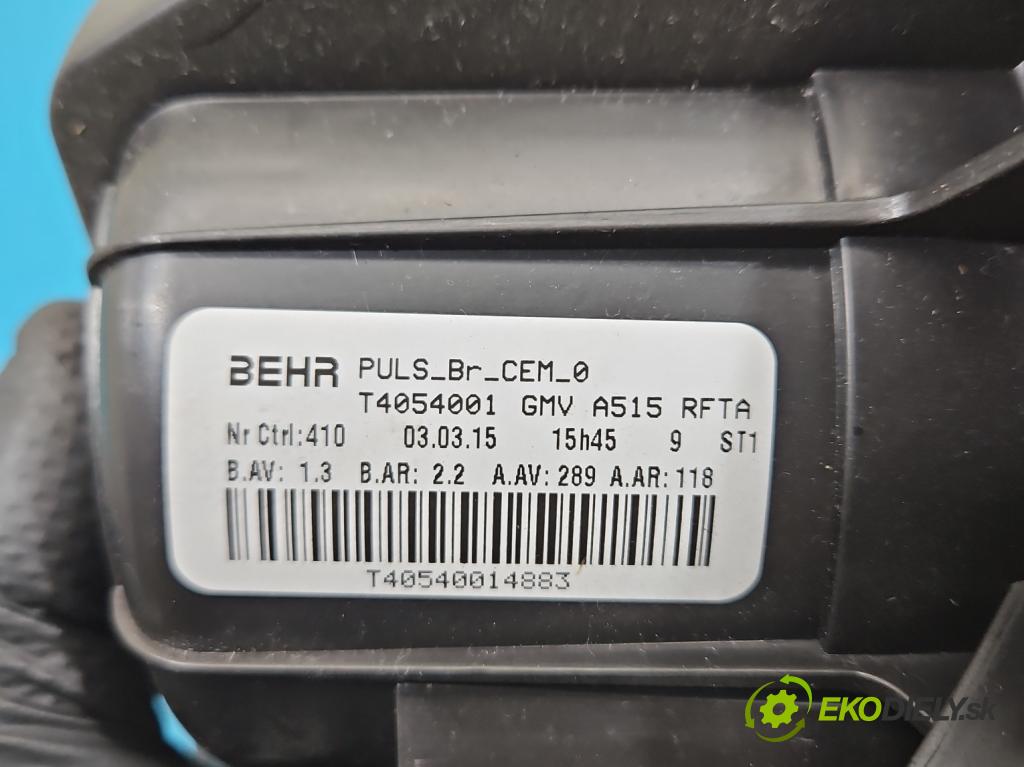 BEHR PULS_Br_CEM_0
T4054001 GMV A515 RFTA
Nr Ctrl:410 03.03.15 15h45 9 ST1
B.AV: 1.3 B.AR: 2.2 A.AV: 289 A.AR: 118
T40540014883
EKODIELY.sk